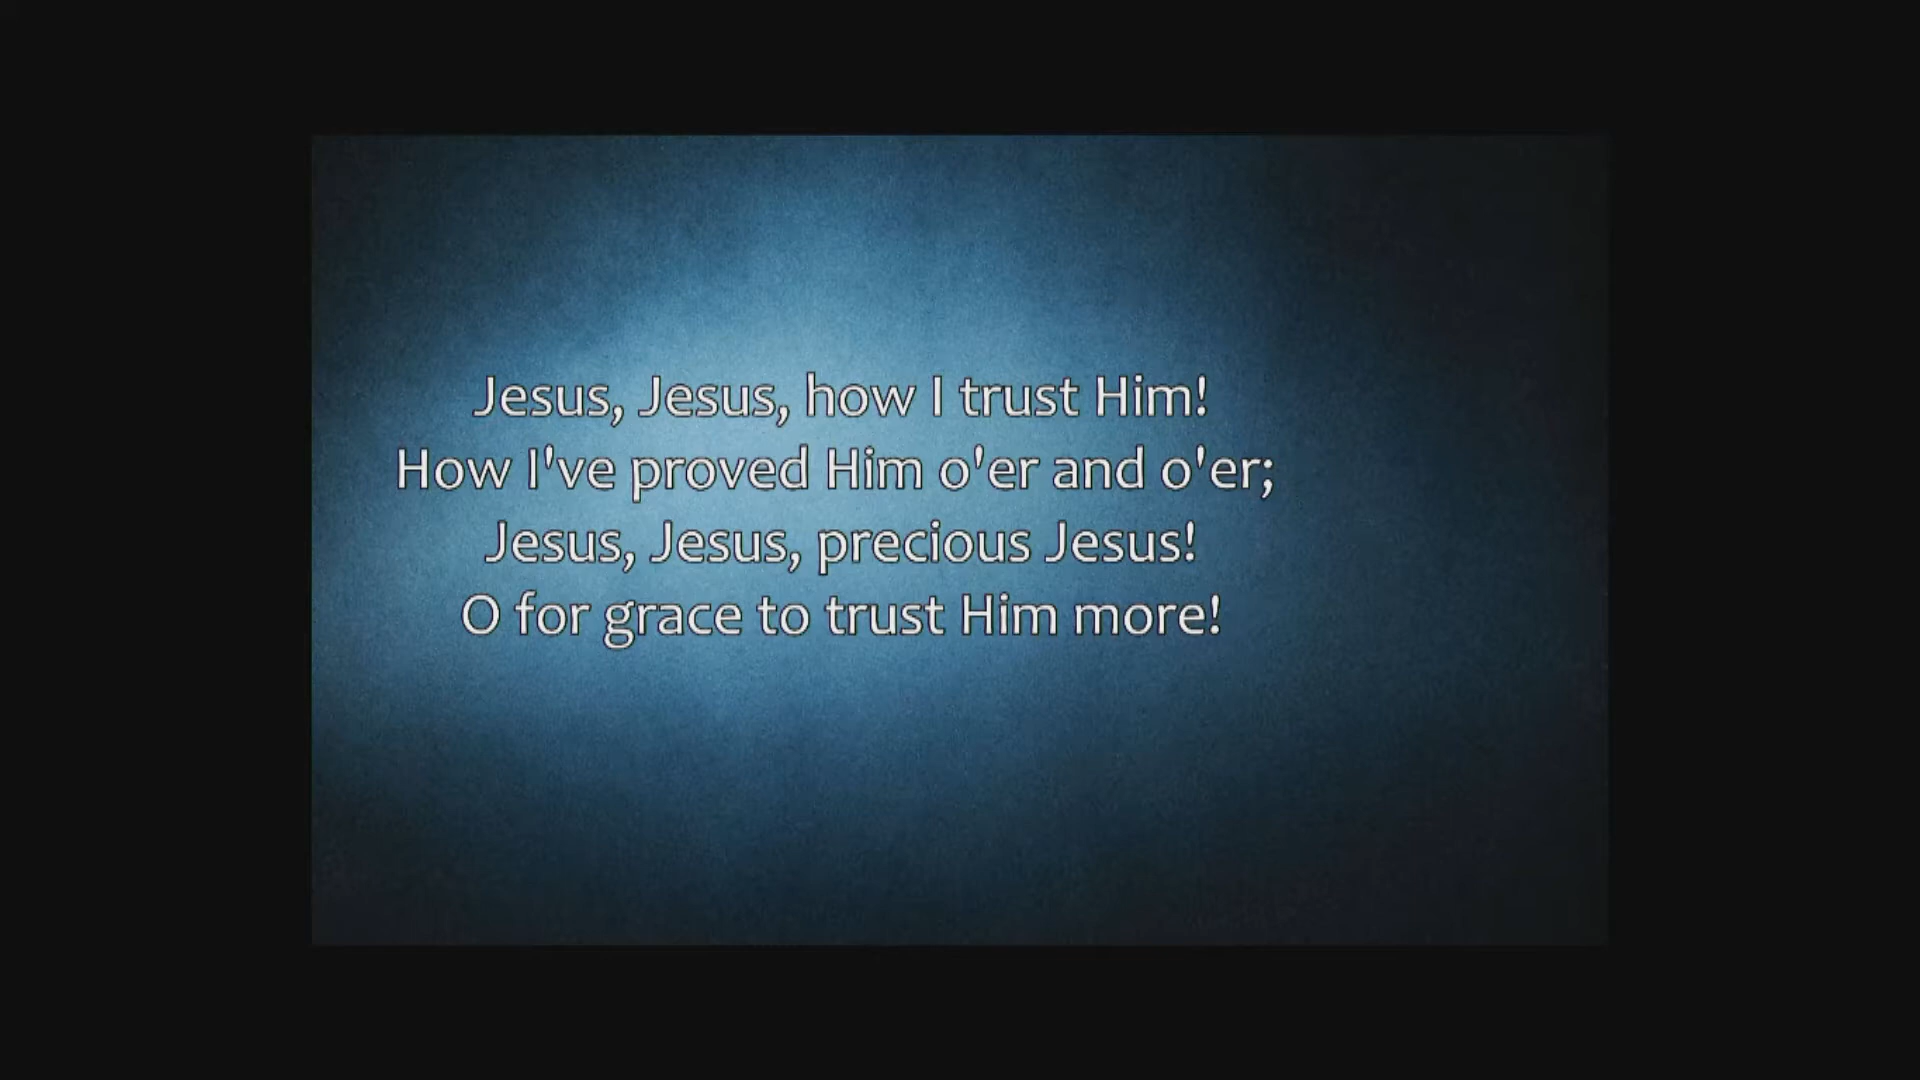 Jesus, Jesus, how I trust Him!
How I've proved Him o'er and o'er;
Jesus, Jesus, precious Jesus!
O for grace to trust Him more!